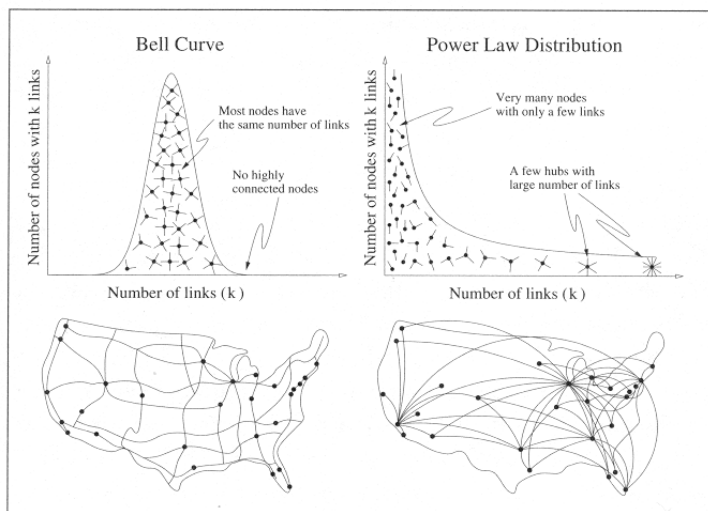 Bell Curve
Number of nodes with k links
Most nodes have
the same number of links
No highly
connected nodes
Number of links (k)
Power Law Distribution
Number of nodes with k links
Very many nodes
with only a few links
A few hubs with
large number of links
Number of links (k)